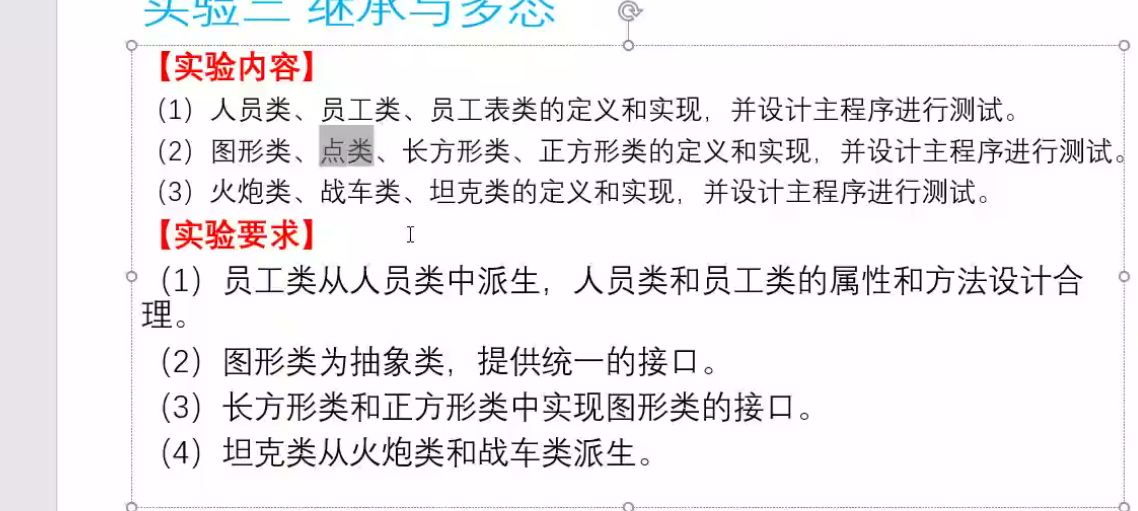 实验三 继承与多态
【实验内容】
（1）人员类、员工类、员工表类的定义和实现，并设计主程序进行测试。
（2）图形类、点类、长方形类、正方形类的定义和实现，并设计主程序进行测试。
（3）火炮类、战车类、坦克类的定义和实现，并设计主程序进行测试。
【实验要求】
（1）员工类从人员类中派生，人员类和员工类的属性和方法设计合
理。
（2）图形类为抽象类，提供统一的接口。
（3）长方形类和正方形类中实现图形类的接口。
（4）坦克类从火炮类和战车类派生。